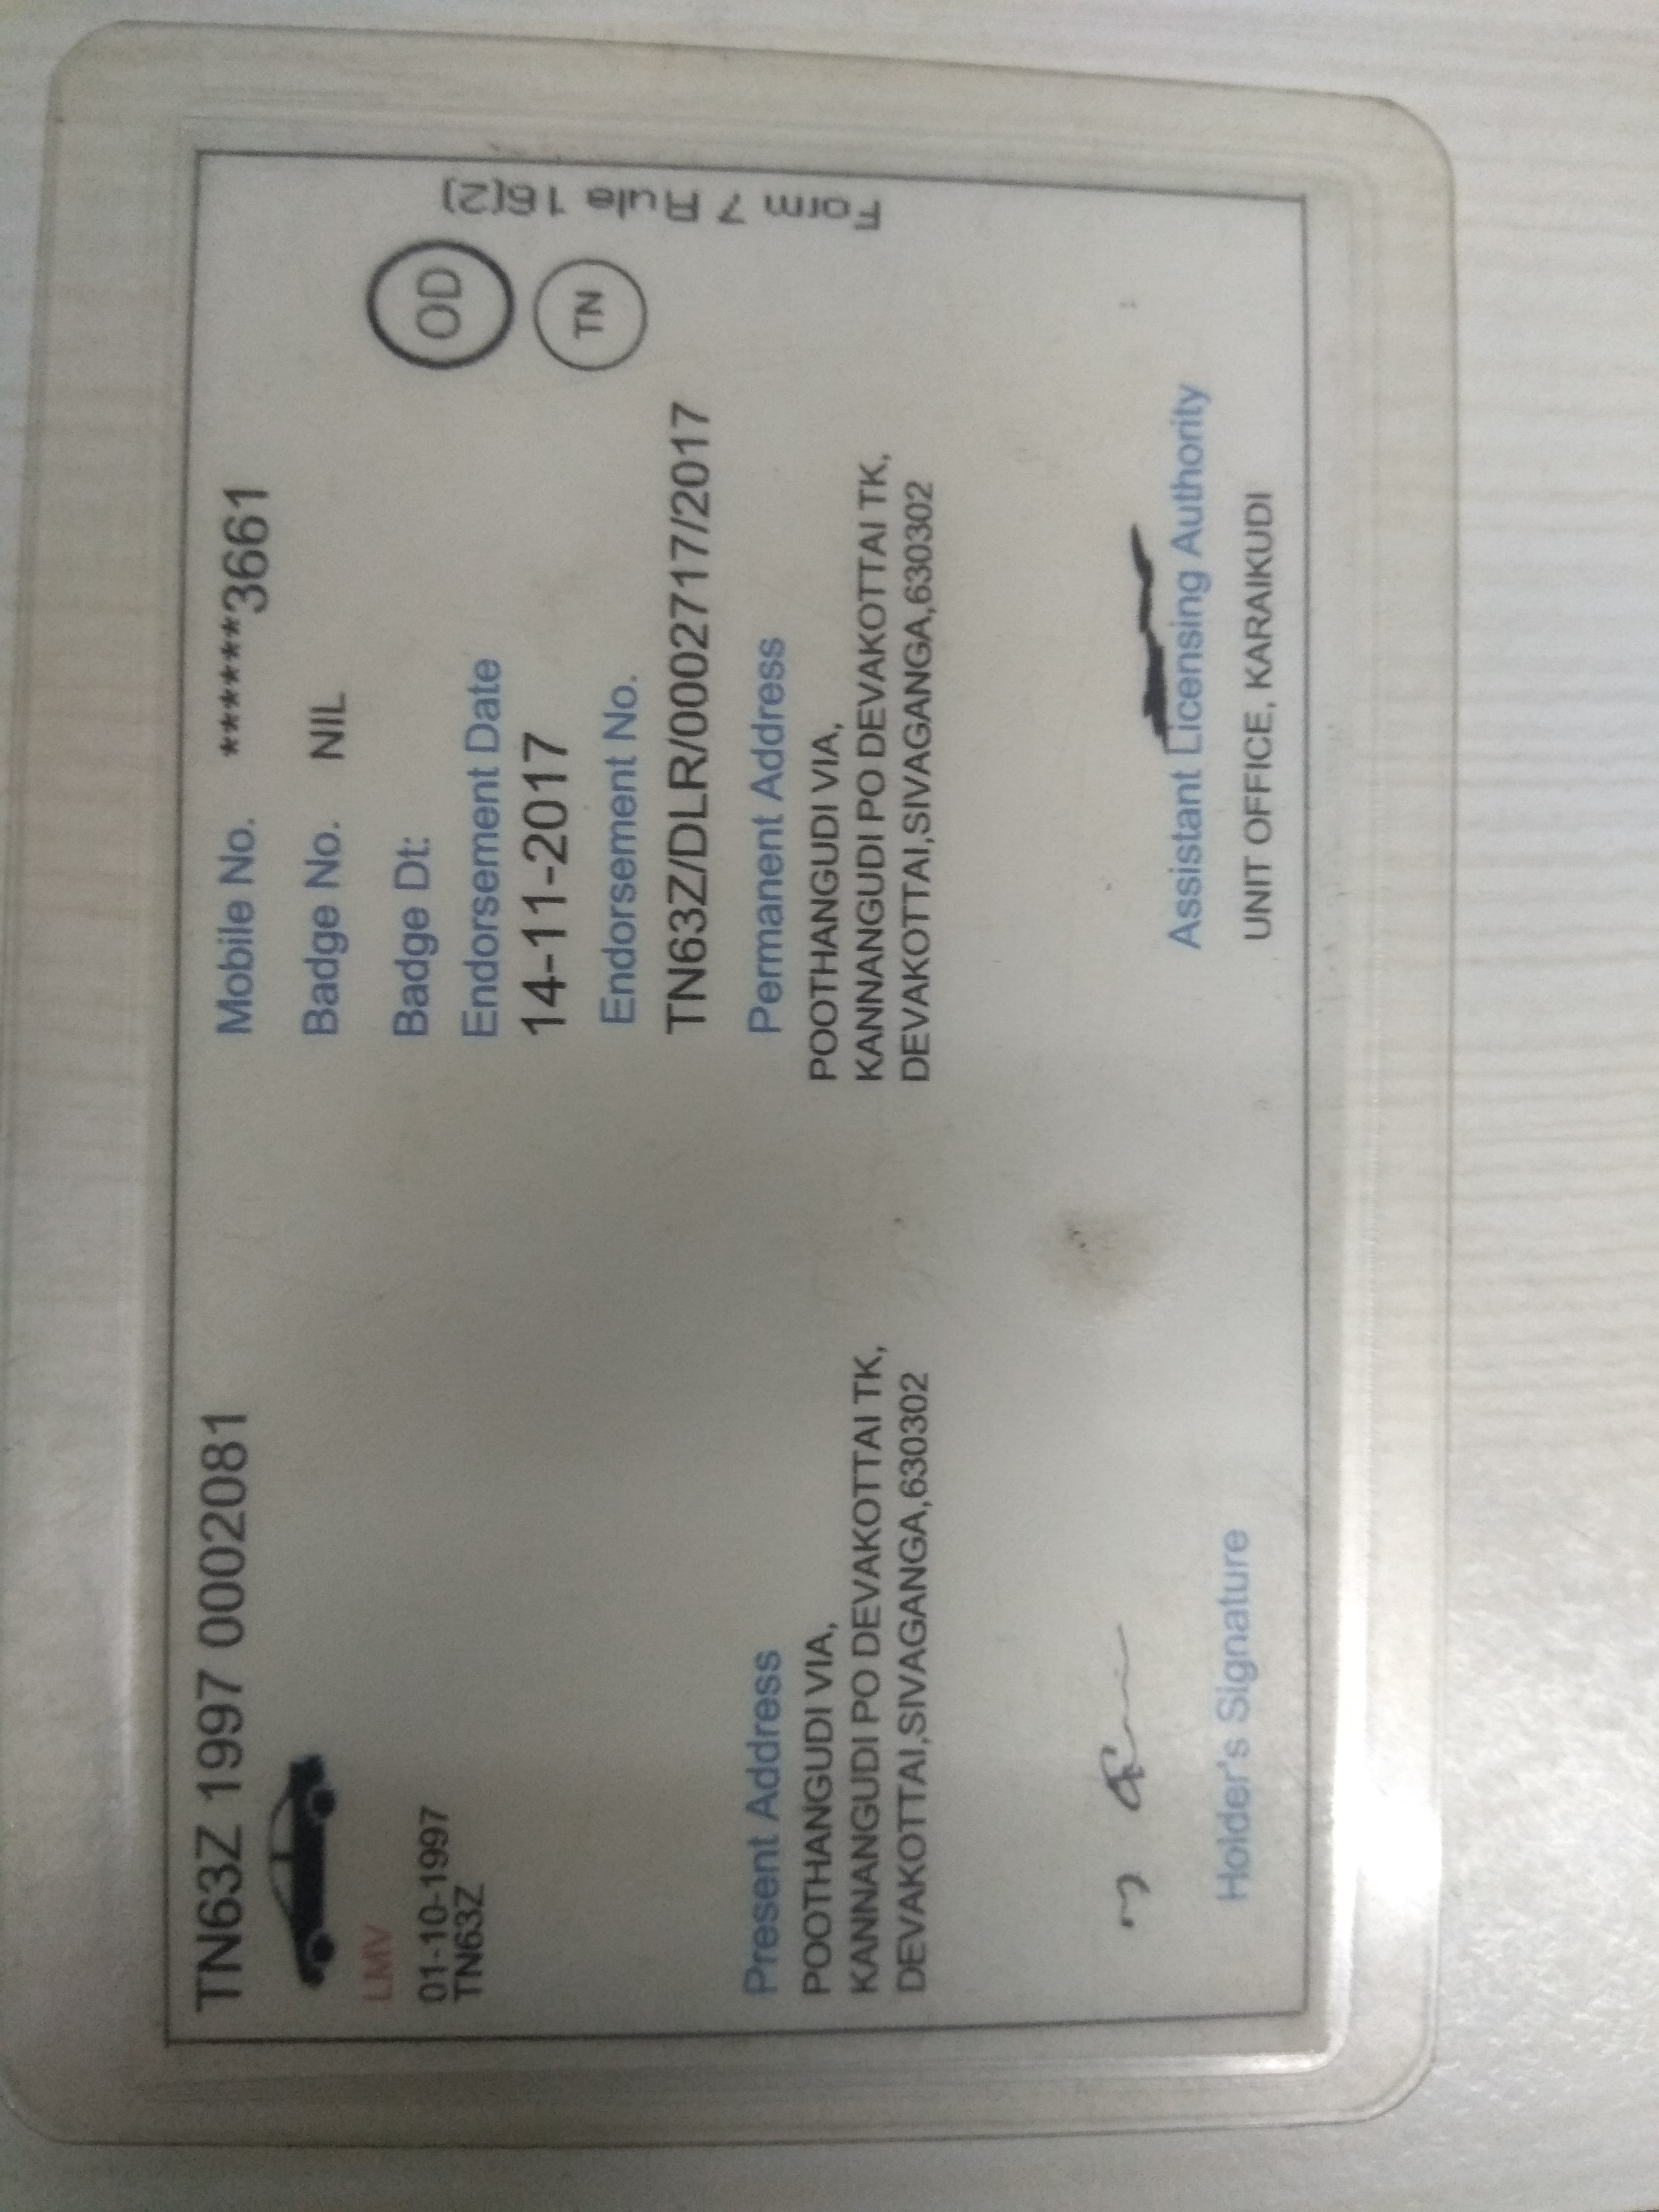 TN63Z 1997 0002081
LMV
01-10-1997
TN63Z
Mobile No. ******3661
Badge No. NIL
Badge Dt:
Endorsement Date
14-11-2017
Endorsement No.
TN63Z/DLR/0002717/2017
OD
TN
Form 7 Rule 16(2)
Present Address
POOTHANGUDI VIA,
KANNANGUDI PO DEVAKOTTAI TK,
DEVAKOTTAI,SIVAGANGA,630302
Permanent Address
POOTHANGUDI VIA,
KANNANGUDI PO DEVAKOTTAI TK,
DEVAKOTTAI,SIVAGANGA,630302
Holder's Signature
Assistant Licensing Authority
UNIT OFFICE, KARAIKUDI